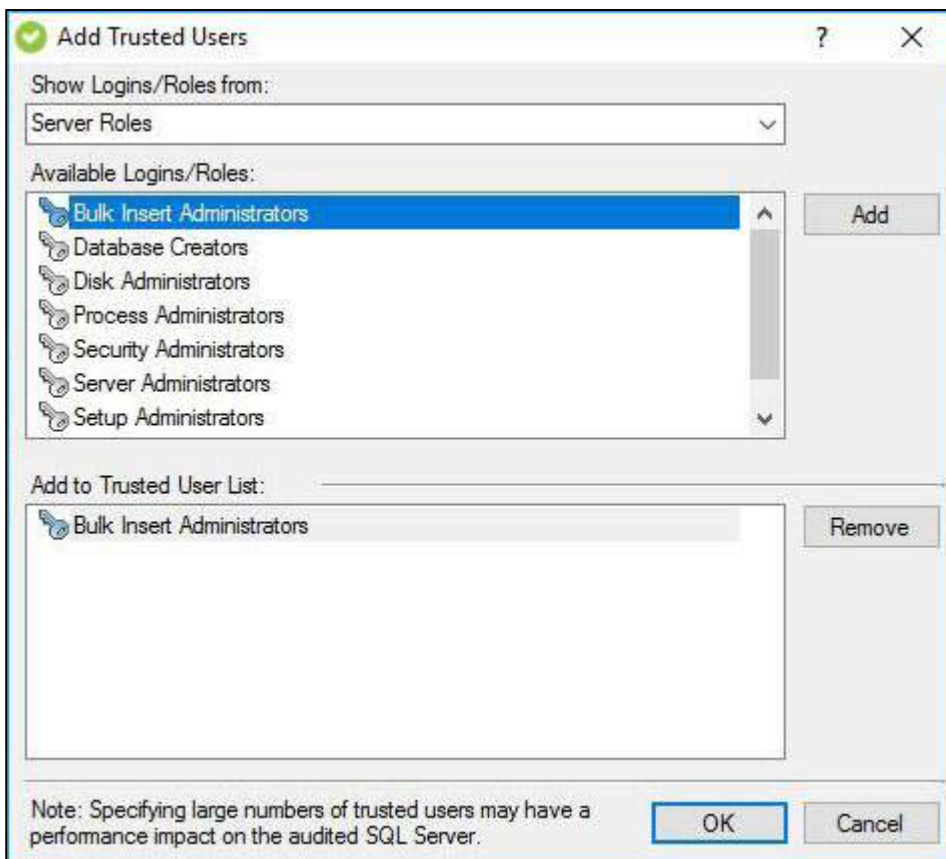 Add Trusted Users
?
Show Logins/Roles from:
Server Roles
Available Logins/Roles:
Bulk Insert Administrators
Add
Database Creators
Disk Administrators
Process Administrators
Security Administrators
Server Administrators
Setup Administrators
Add to Trusted User List:
Bulk Insert Administrators
Remove
Note: Specifying large numbers of trusted users may have a
performance impact on the audited SQL Server.
OK
Cancel